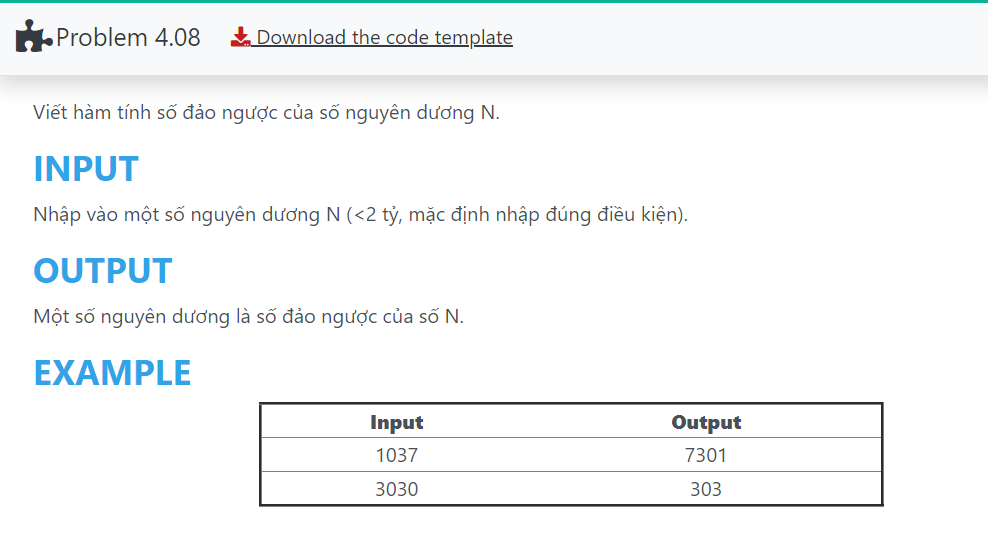 Problem 4.08 Download the code template
Viết hàm tính số đảo ngược của số nguyên dương N.
INPUT
Nhập vào một số nguyên dương N (<2 tỷ, mặc định nhập đúng điều kiện).
OUTPUT
Một số nguyên dương là số đảo ngược của số N.
EXAMPLE
Input Output
1037 7301
3030 303